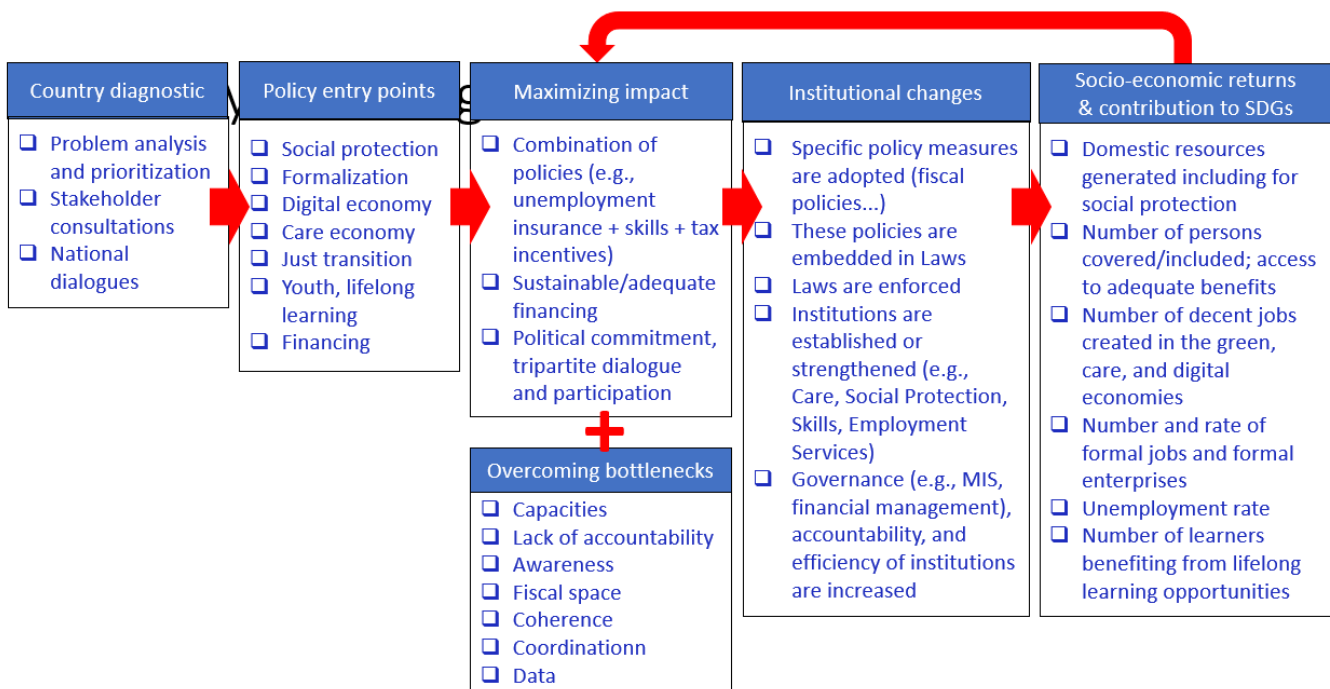 Country diagnostic
Problem analysis
and prioritization
Stakeholder
consultations
National
dialogues
Policy entry points
Social protection
Formalization
Digital economy
Care economy
Just transition
Youth, lifelong
learning
Financing
Maximizing impact
Combination of
policies (e.g.,
unemployment
insurance + skills + tax
incentives)
Sustainable/adequate
financing
Political commitment,
tripartite dialogue
and participation
+
Overcoming bottlenecks
Capacities
Lack of accountability
Awareness
Fiscal space
Coherence
Coordinationn
Data
Institutional changes
Specific policy measures
are adopted (fiscal
policies...)
These policies are
embedded in Laws
Laws are enforced
Institutions are
established or
strengthened (e.g.,
Care, Social Protection,
Skills, Employment
Services)
Governance (e.g., MIS,
financial management),
accountability, and
efficiency of institutions
are increased
Socio-economic returns
& contribution to SDGs
Domestic resources
generated including for
social protection
Number of persons
covered/included; access
to adequate benefits
Number of decent jobs
created in the green,
care, and digital
economies
Number and rate of
formal jobs and formal
enterprises
Unemployment rate
Number of learners
benefiting from lifelong
learning opportunities